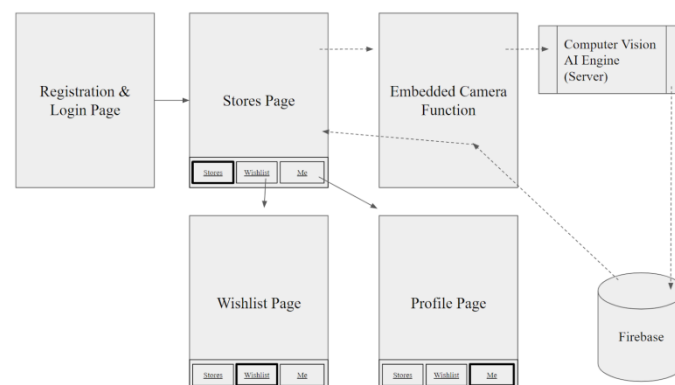 Registration &
Login Page
Stores Page
Embedded Camera
Function
Computer Vision
AI Engine
(Server)
Stores
Wishlist
Me
Wishlist Page
Profile Page
Firebase
Stores
Wishlist
Me
Stores
Wishlist
Me